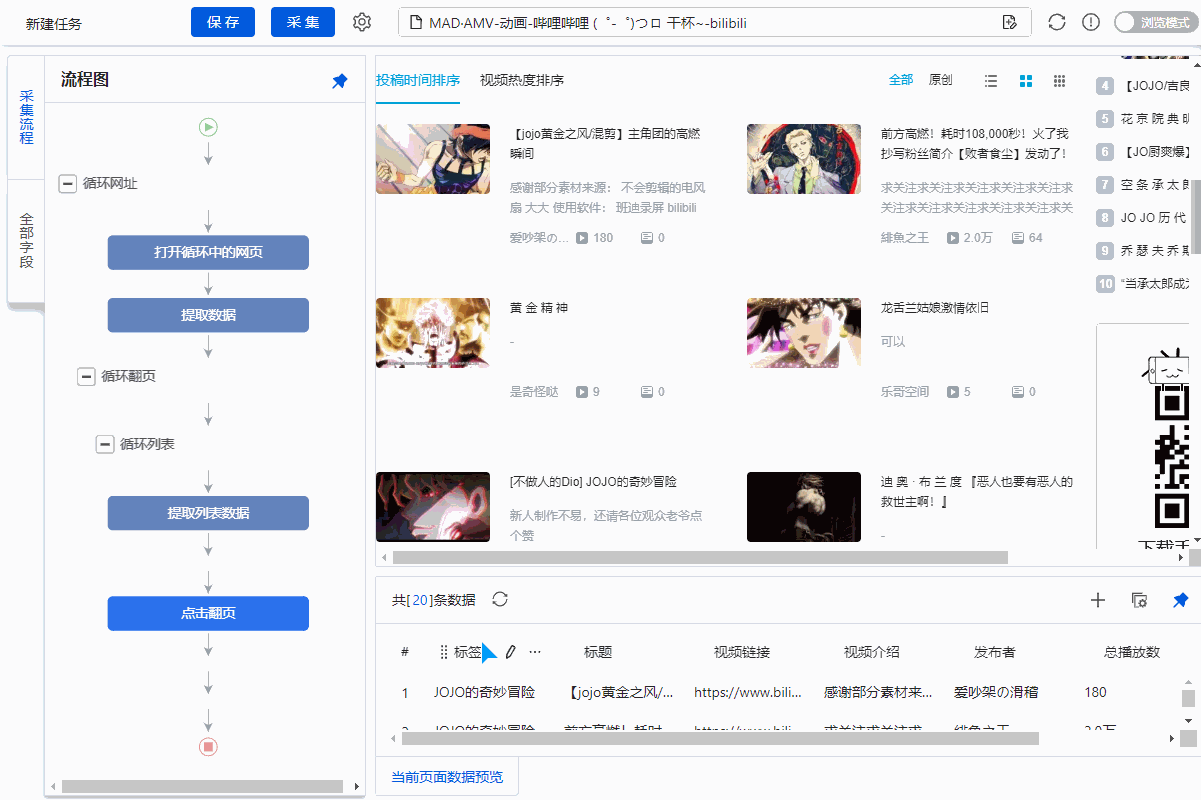 新建任务
保 存
采 集
MAD·AMV-动画-哔哩哔哩 ( ゜- ゜)つロ 干杯~-bilibili
浏览模式
采集流程
全部字段
流程图
循环网址
打开循环中的网页
提取数据
循环翻页
循环列表
提取列表数据
点击翻页
投稿时间排序
视频热度排序
全部
原创
【jojo黄金之风/混剪】主角团的高燃
瞬间
感谢部分素材来源： 不会剪辑的电风
扇 大大 使用软件： 班迪录屏 bilibili
爱吵架の...
180
0
前方高燃！耗时108,000秒！火了我
抄写粉丝简介【败者食尘】发动了！
求关注求关注求关注求关注求关注求
关注求关注求关注求关注求关注求关
緋魚之王
2.0万
64
黄 金 精 神
-
是奇怪哒
9
0
龙舌兰姑娘激情依旧
可以
乐哥空间
5
0
[不做人的Dio] JOJO的奇妙冒险
新人制作不易，还请各位观众老爷点
个赞
迪 奥 · 布 兰 度 『恶人也要有恶人的
救世主啊！』
-
4 【JOJO/吉良
5 花 京 院 典 明
6 【JO厨爽爆】
7 空 条 承 太 郎
8 JO JO 历 代
9 乔 瑟 夫 乔 斯
10 “当承太郎成为
下载手
共[20]条数据
# 标签 标题 视频链接 视频介绍 发布者 总播放数
1 JOJO的奇妙冒险 【jojo黄金之风/... https://www.bili... 感谢部分素材来... 爱吵架の滑稽 180
2 JOJO的奇妙冒险 前方高燃！耗时... https://www.bili... 求关注求关注求... 緋魚之王 2.0万
当前页面数据预览